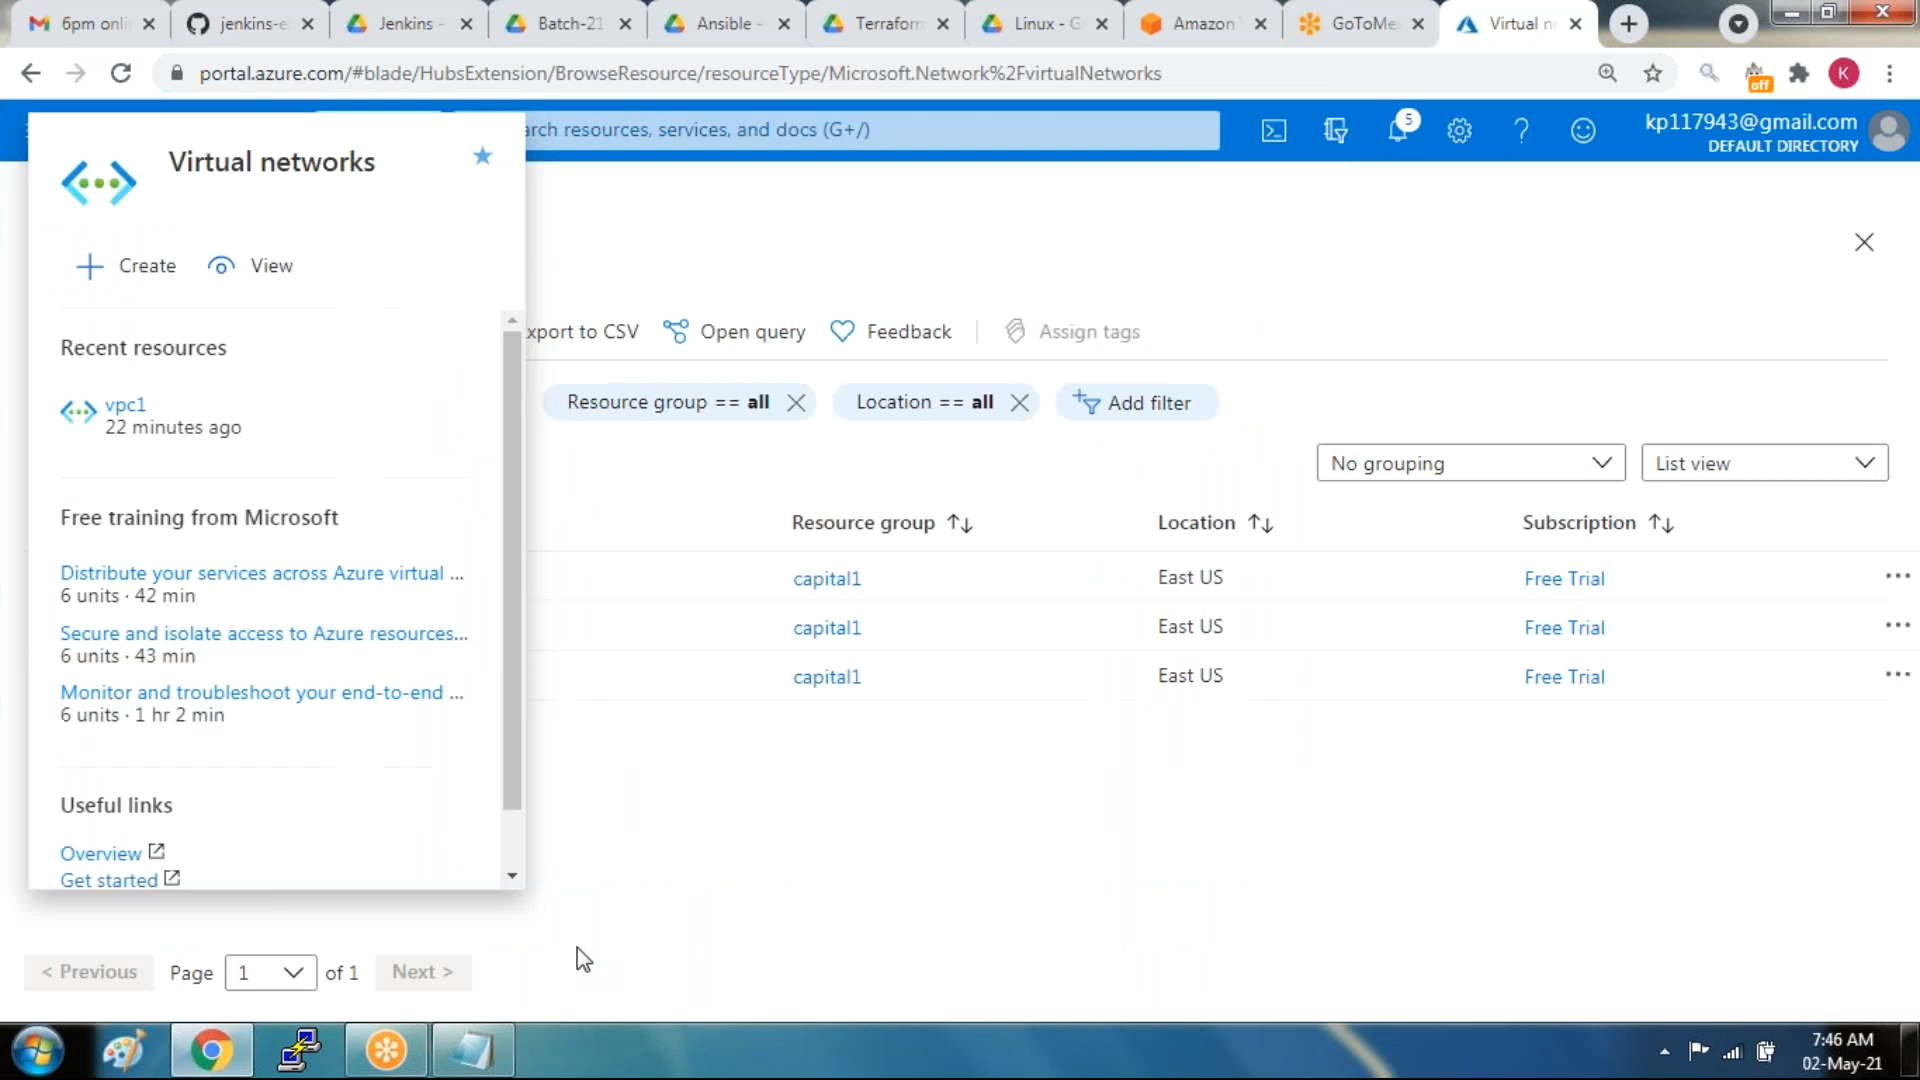 6pm onli
jenkins-e
Jenkins -
Batch-21
Ansible -
Terraform
Linux - G
Amazon
GoToMe
Virtual n
portal.azure.com/#blade/HubsExtension/BrowseResource/resourceType/Microsoft.Network%2FvirtualNetworks
off
K
arch resources, services, and docs (G+/)
5
kp117943@gmail.com
DEFAULT DIRECTORY
Virtual networks
Create
View
Recent resources
vpc1
22 minutes ago
Free training from Microsoft
Distribute your services across Azure virtual ...
6 units · 42 min
Secure and isolate access to Azure resources...
6 units · 43 min
Monitor and troubleshoot your end-to-end ...
6 units · 1 hr 2 min
Useful links
Overview
Get started
xport to CSV
Open query
Feedback
Assign tags
Resource group == all
Location == all
Add filter
No grouping
List view
Resource group
Location
Subscription
capital1
East US
Free Trial
capital1
East US
Free Trial
capital1
East US
Free Trial
< Previous
Page
1
of 1
Next >
7:46 AM
02-May-21